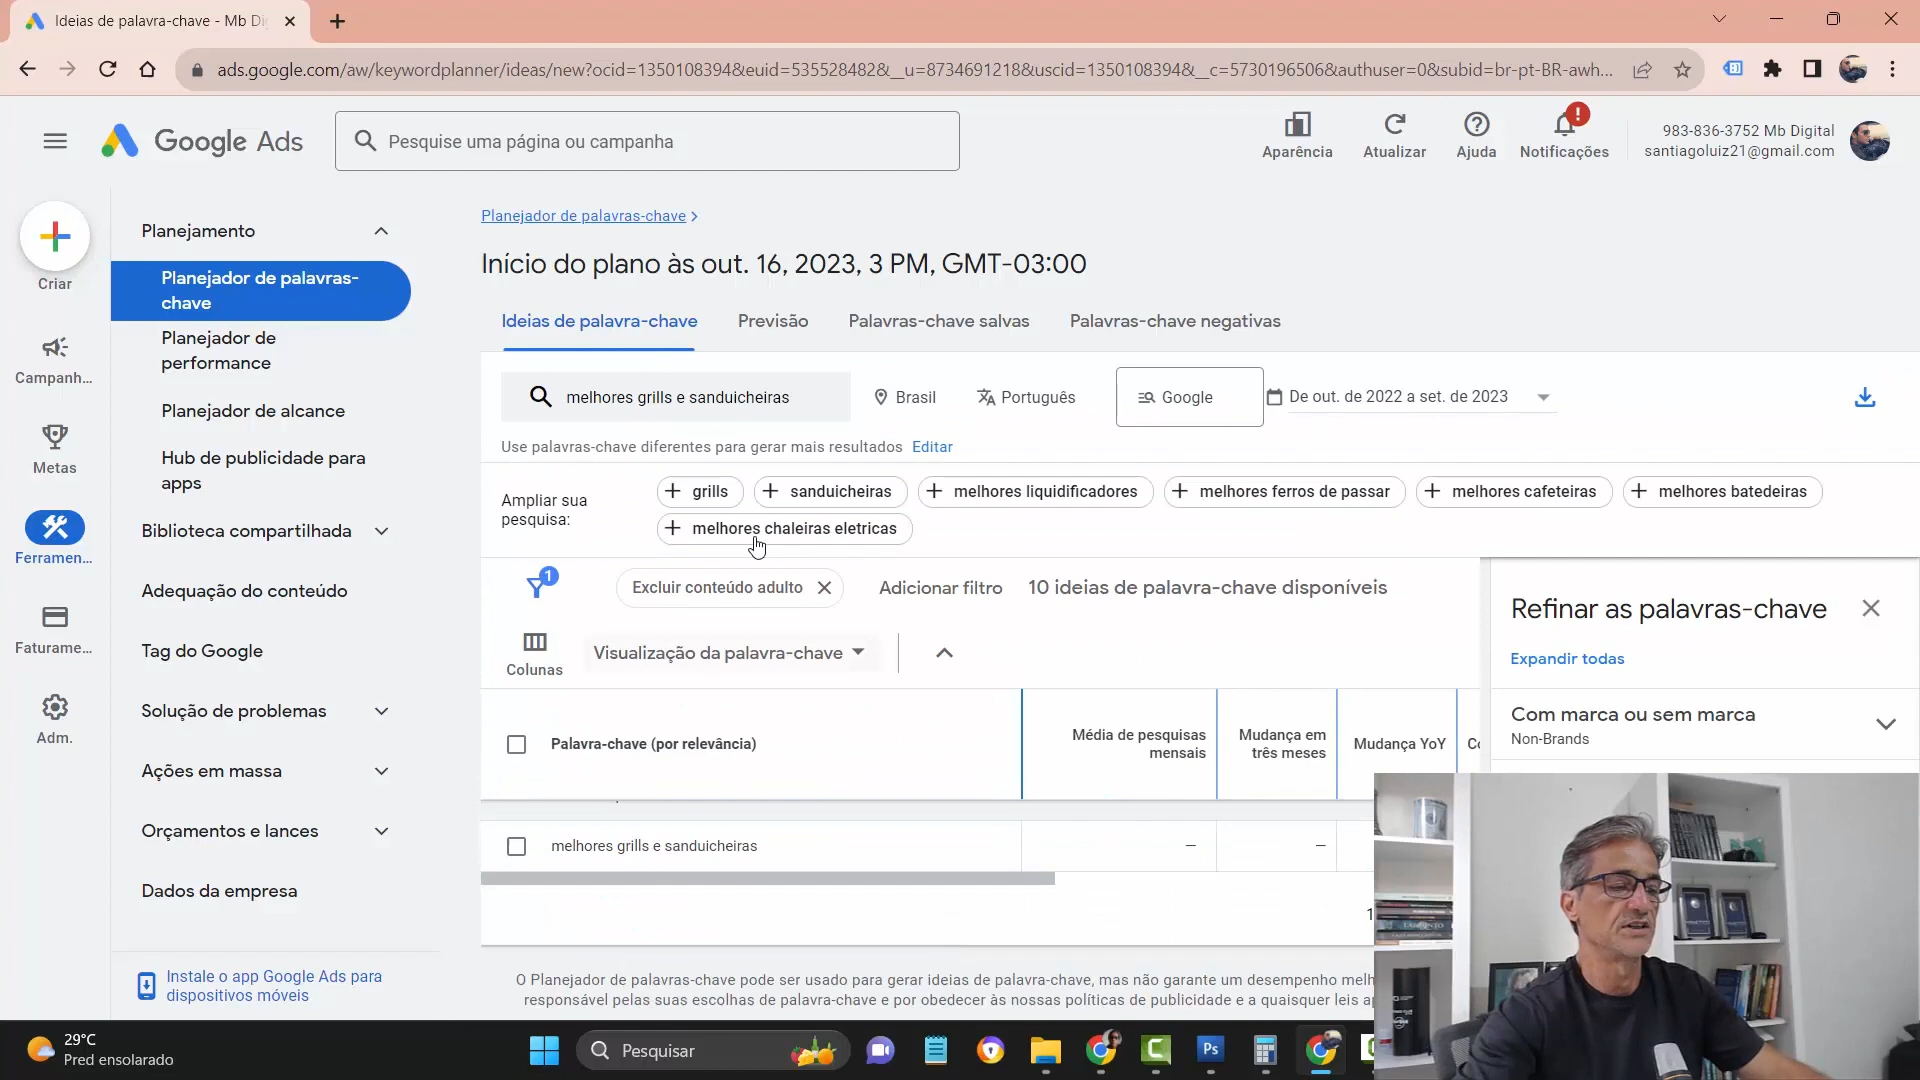 Ideias de palavra-chave - Mb Di
ads.google.com/aw/keywordplanner/ideas/new?ocid=1350108394&euid=535528482&__u=8734691218&uscid=1350108394&__c=5730196506&authuser=0&subid=br-pt-BR-awh...
Google Ads
Pesquise uma página ou campanha
Aparência
Atualizar
Ajuda
Notificações
983-836-3752 Mb Digital
santiagoluiz21@gmail.com
Criar
Campanh...
Metas
Ferramen...
Faturame...
Adm.
Planejamento
Planejador de palavras-
chave
Planejador de
performance
Planejador de alcance
Hub de publicidade para
apps
Biblioteca compartilhada
Adequação do conteúdo
Tag do Google
Solução de problemas
Ações em massa
Orçamentos e lances
Dados da empresa
Instale o app Google Ads para
dispositivos móveis
Planejador de palavras-chave
Início do plano às out. 16, 2023, 3 PM, GMT-03:00
Ideias de palavra-chave
Previsão
Palavras-chave salvas
Palavras-chave negativas
melhores grills e sanduicheiras
Brasil
Português
Google
De out. de 2022 a set. de 2023
Use palavras-chave diferentes para gerar mais resultados Editar
Ampliar sua
pesquisa:
grills
sanduicheiras
melhores liquidificadores
melhores ferros de passar
melhores cafeteiras
melhores batedeiras
melhores chaleiras eletricas
1
Excluir conteúdo adulto
Adicionar filtro
10 ideias de palavra-chave disponíveis
Colunas
Visualização da palavra-chave
Refinar as palavras-chave
Expandir todas
Com marca ou sem marca
Non-Brands
Palavra-chave (por relevância)
Média de pesquisas
mensais
Mudança em
três meses
Mudança YoY
melhores grills e sanduicheiras
–
–
1
O Planejador de palavras-chave pode ser usado para gerar ideias de palavra-chave, mas não garante um desempenho melh
responsável pelas suas escolhas de palavra-chave e por obedecer às nossas políticas de publicidade e a quaisquer leis ap
29°C
Pred ensolarado
Pesquisar
Ps